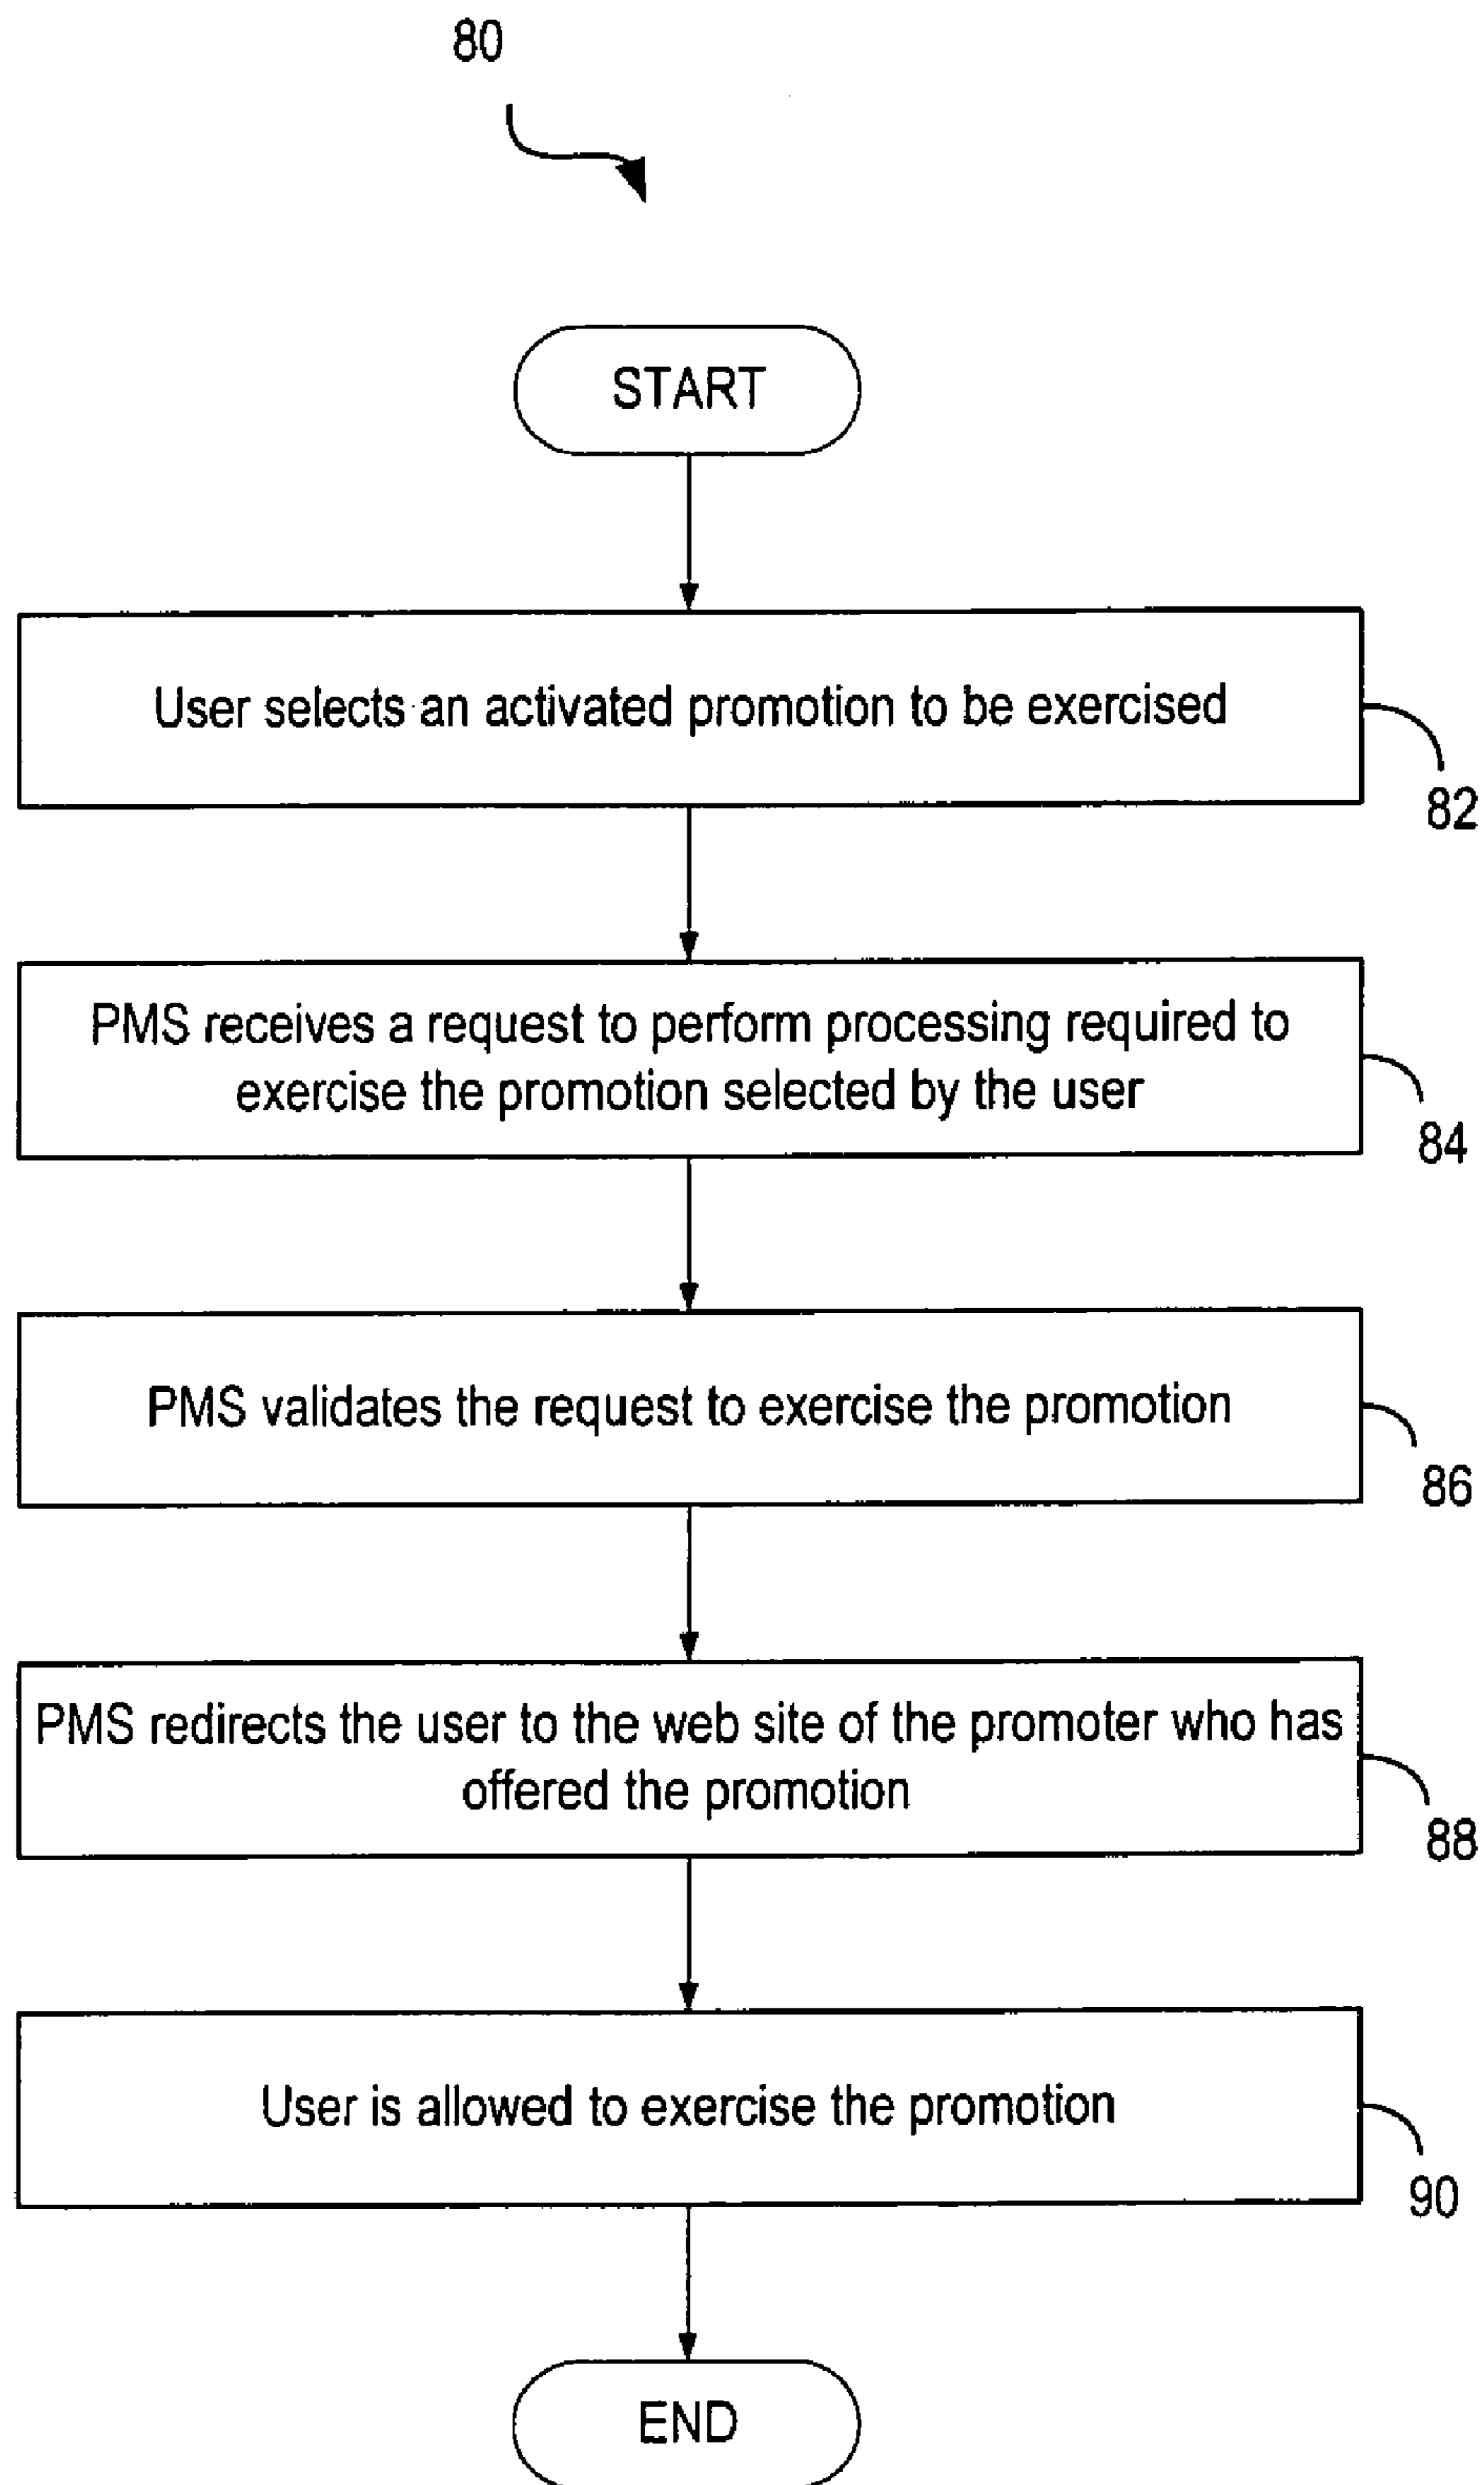 80
START
User selects an activated promotion to be exercised
82
PMS receives a request to perform processing required to
exercise the promotion selected by the user
84
PMS validates the request to exercise the promotion
86
PMS redirects the user to the web site of the promoter who has
offered the promotion
88
User is allowed to exercise the promotion
90
END